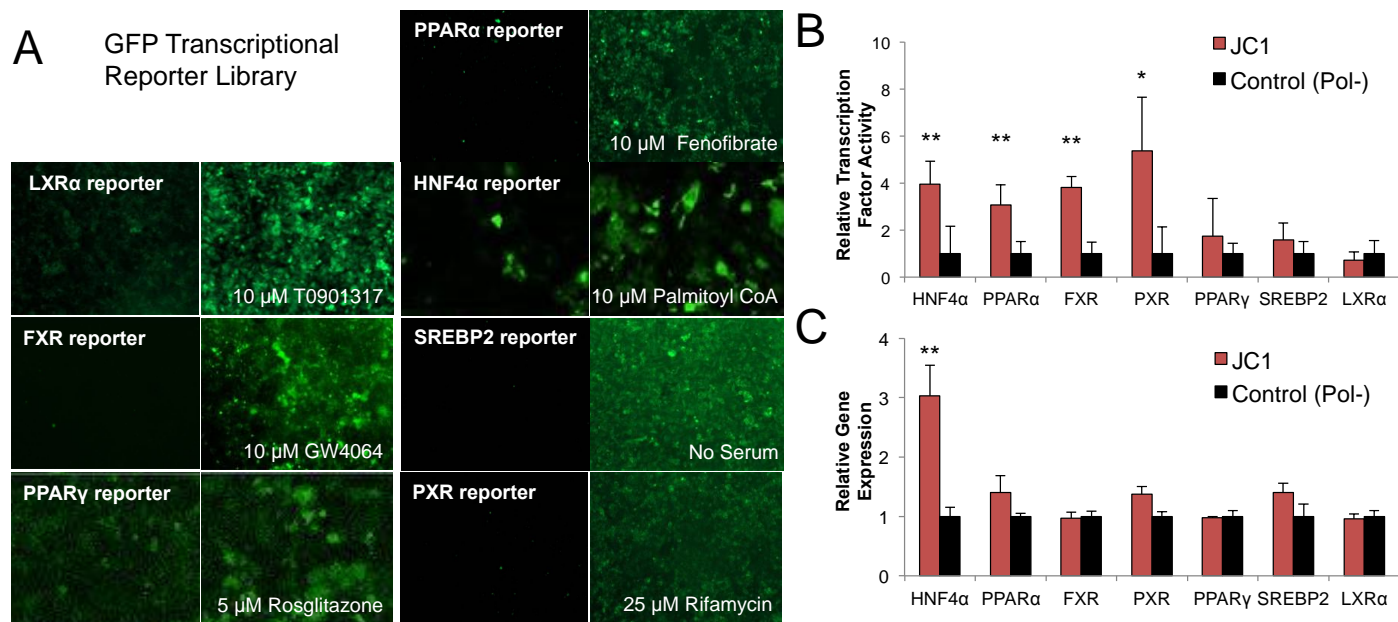 A
GFP Transcriptional
Reporter Library
PPARα reporter
10 µM Fenofibrate
LXRα reporter
10 µM T0901317
HNF4α reporter
10 µM Palmitoyl CoA
FXR reporter
10 µM GW4064
SREBP2 reporter
No Serum
PPARγ reporter
5 µM Rosglitazone
PXR reporter
25 µM Rifamycin
B
Relative Transcription
Factor Activity
10
8
6
4
2
0
** ** ** *
JC1
Control (Pol-)
HNF4α PPARα FXR PXR PPARγ SREBP2 LXRα
C
Relative Gene
Expression
4
3
2
1
0
**
JC1
Control (Pol-)
HNF4α PPARα FXR PXR PPARγ SREBP2 LXRα